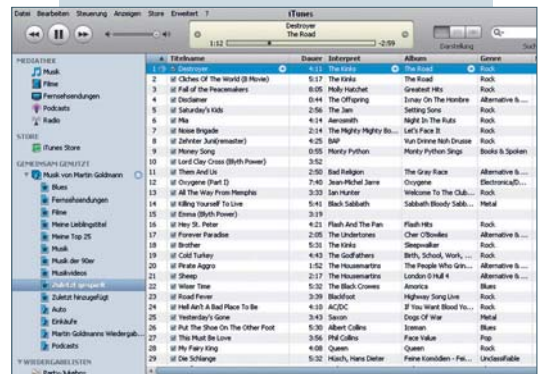 Datei Bearbeiten Steuerung Anzeigen Store Erweitert ? iTunes
Destroyer
The Road
1:12 -2:59
Darstellung
MEDIATHEK
Musik
Filme
Fernsehsendungen
Podcasts
Radio
STORE
iTunes Store
GEMEINSAM GENUTZT
Musik von Martin Goldmann
Blues
Fernsehsendungen
Filme
Meine Lieblingstitel
Meine Top 25
Musik
Musik der 90er
Musikvideos
Zuletzt gespielt
Zuletzt hinzugefügt
Auto
Einkäufe
Martin Goldmanns Wiedergab...
Podcasts
WIEDERGABELISTEN
Party Jukebox
Titelname Dauer Interpret Album Genre
1 Destroyer 4:11 The Kinks The Road Rock
2 Cliches Of The World (B Movie) 5:17 The Kinks The Road Rock
3 Fall of the Peacemakers 8:05 Molly Hatchet Greatest Hits Rock
4 Disclaimer 0:44 The Offspring Ixnay On The Hombre Alternative & ...
5 Saturday's Kids 2:56 The Jam Setting Sons Rock
6 Mia 4:14 Aerosmith Night In The Ruts Rock
7 Noise Brigade 2:14 The Mighty Mighty Bo... Let's Face It Rock
8 Zehnter Juni(remaster) 4:25 BAP Vun Drinne Noh Drusse Rock
9 Money Song 0:55 Monty Python Monty Python Sings Books & Spoken
10 Lord Clay Cross (Blyth Power) 3:52
11 Them And Us 2:50 Bad Religion The Gray Race Alternative & ...
12 Oxygene (Part I) 7:40 Jean-Michel Jarre Oxygene Electronica/D...
13 All The Way From Memphis 3:33 Ian Hunter Welcome To The Club... Rock
14 Killing Yourself To Live 5:41 Black Sabbath Sabbath Bloody Sabb... Metal
15 Emma (Blyth Power) 3:19
16 Hey St. Peter 4:21 Flash And The Pan Flash Hits Rock
17 Forever Paradise 2:05 The Undertones Cher O'Bowlies Alternative & ...
18 Brother 5:31 The Kinks Sleepwalker Rock
19 Cold Turkey 4:43 The Godfathers Birth, School, Work, ... Rock
20 Pirate Aggro 1:52 The Housemartins The People Who Grin... Alternative & ...
21 Sheep 2:17 The Housemartins London 0 Hull 4 Alternative & ...
22 Wiser Time 5:32 The Black Crowes Amorica Blues
23 Road Fever 3:39 Blackfoot Highway Song Live Rock
24 Hell Ain't A Bad Place To Be 4:10 AC/DC If You Want Blood Yo... Rock
25 Yesterday's Gone 3:43 Saxon Dogs Of War Metal
26 Put The Shoe On The Other Foot 5:30 Albert Collins Iceman Blues
27 This Must Be Love 3:56 Phil Collins Face Value Pop
28 My Fairy King 4:08 Queen Queen Rock
29 Die Schlange 5:32 Hüsch, Hans Dieter Feine Komödien - Fei... Unclassifiable